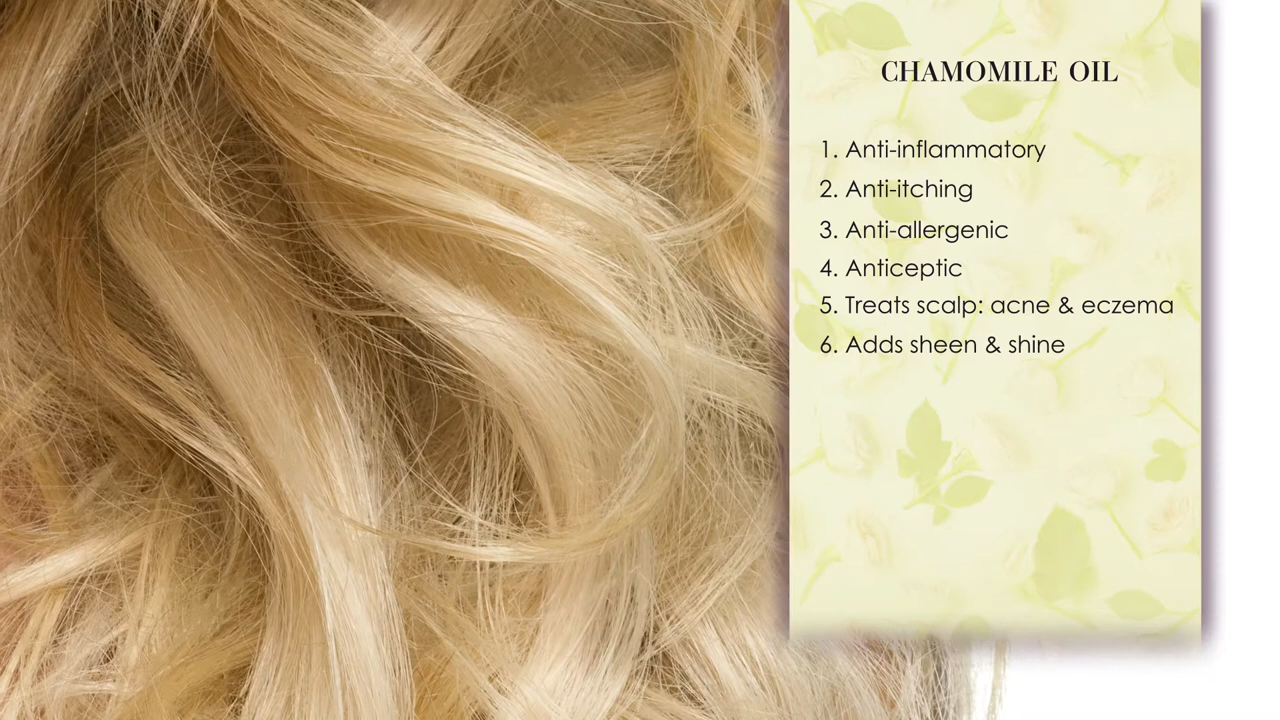 CHAMOMILE OIL
1. Anti-inflammatory
2. Anti-itching
3. Anti-allergenic
4. Anticeptic
5. Treats scalp: acne & eczema
6. Adds sheen & shine